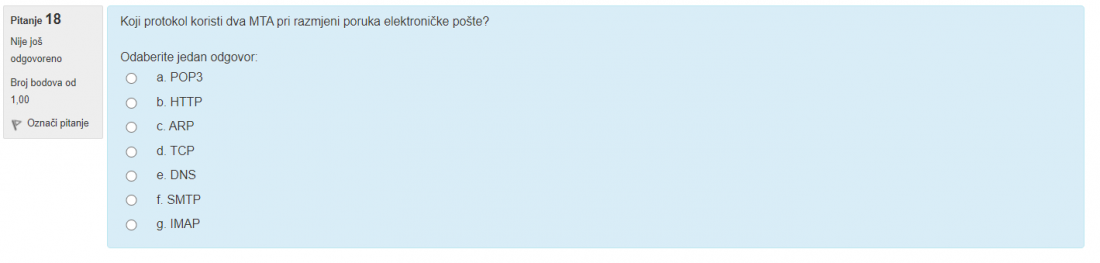 Pitanje 18
Nije još
odgovoreno
Broj bodova od
1,00
Označi pitanje
Koji protokol koristi dva MTA pri razmjeni poruka elektroničke pošte?
Odaberite jedan odgovor:
a. POP3
b. HTTP
c. ARP
d. TCP
e. DNS
f. SMTP
g. IMAP